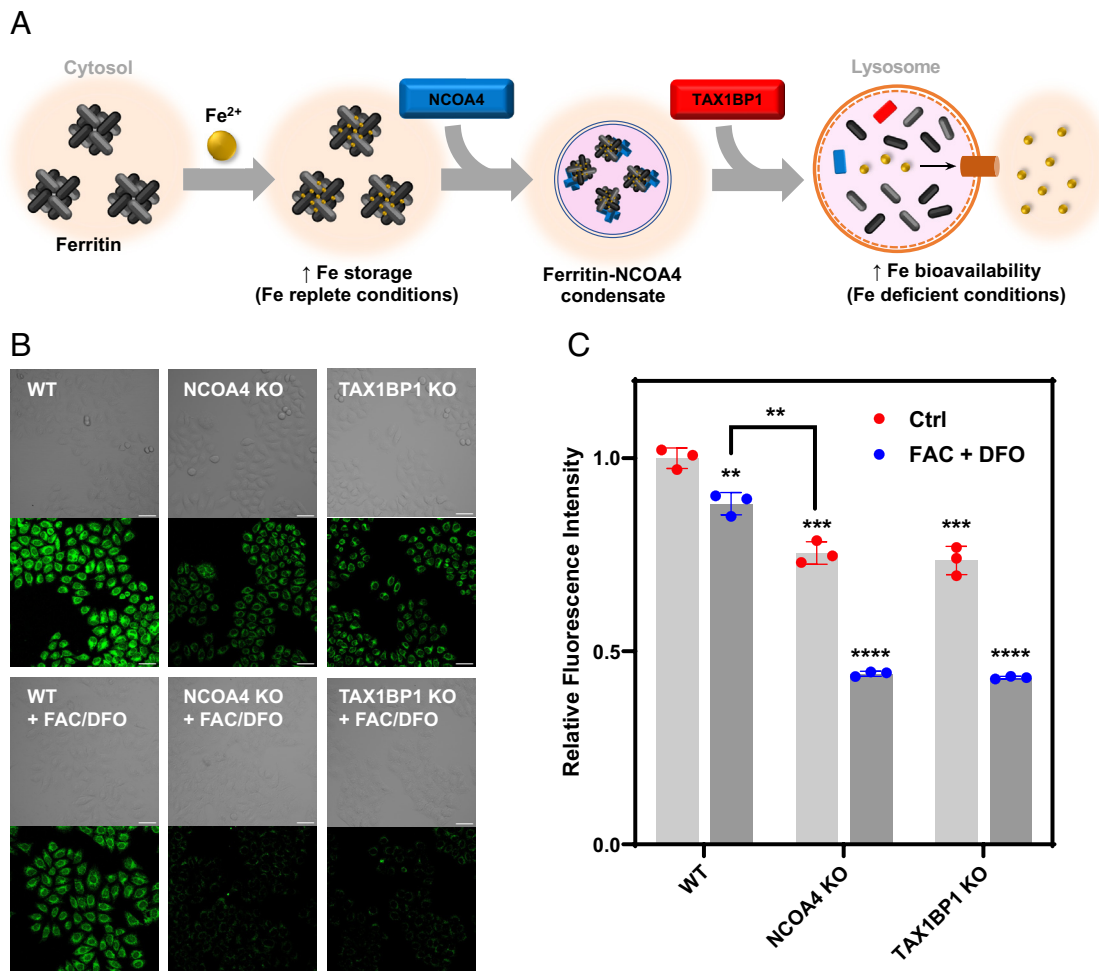 A
Cytosol
Lysosome
Fe2+
NCOA4
TAX1BP1
Ferritin
↑ Fe storage
(Fe replete conditions)
Ferritin-NCOA4
condensate
↑ Fe bioavailability
(Fe deficient conditions)
B
WT
NCOA4 KO
TAX1BP1 KO
WT
+ FAC/DFO
NCOA4 KO
+ FAC/DFO
TAX1BP1 KO
+ FAC/DFO
C
Relative Fluorescence Intensity
1.0
0.5
0.0
Ctrl
FAC + DFO
**
**
***
****
***
****
WT
NCOA4 KO
TAX1BP1 KO